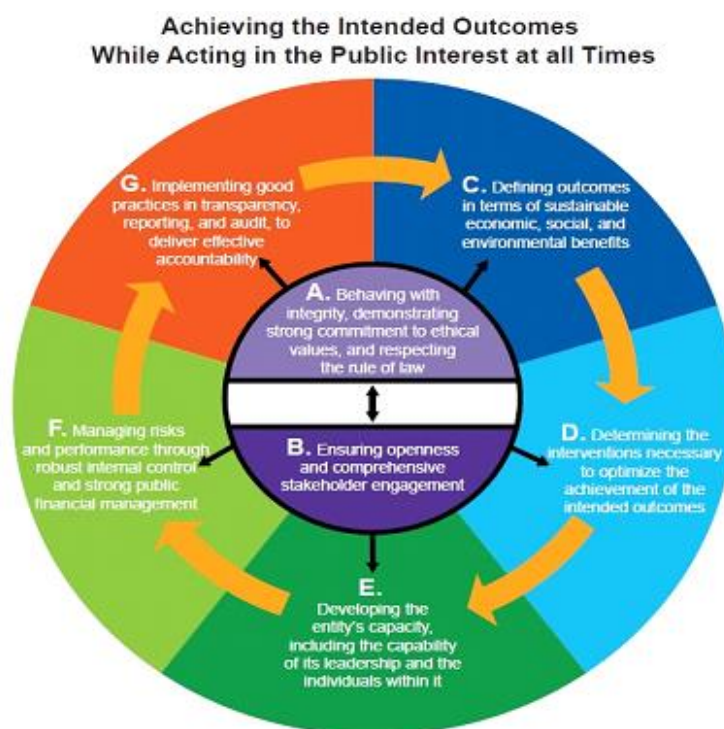 Achieving the Intended Outcomes
While Acting in the Public Interest at all Times
G. Implementing good
practices in transparency,
reporting, and audit, to
deliver effective
accountability
C. Defining outcomes
in terms of sustainable
economic, social, and
environmental benefits
A. Behaving with
integrity, demonstrating
strong commitment to ethical
values, and respecting
the rule of law
F. Managing risks
and performance through
robust internal control
and strong public
financial management
B. Ensuring openness
and comprehensive
stakeholder engagement
D. Determining the
interventions necessary
to optimize the
achievement of the
intended outcomes
E.
Developing the
entity's capacity,
including the capability
of its leadership and the
individuals within it